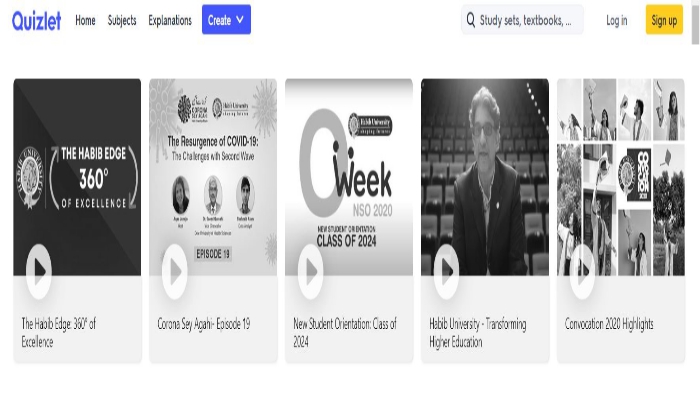 Quizlet
Home
Subjects
Explanations
Create
Study sets, textbooks, ...
Log in
Sign up
THE HABIB EDGE
360°
OF EXCELLENCE
Habib University
The Resurgence of COVID-19:
The Challenges with Second Wave
EPISODE 19
Habib University
OWeek
NSO 2020
NEW STUDENT ORIENTATION
CLASS OF 2024
The Habib Edge: 360° of
Excellence
Corona Sey Agahi- Episode 19
New Student Orientation: Class of
2024
Habib University - Transforming
Higher Education
Convocation 2020 Highlights